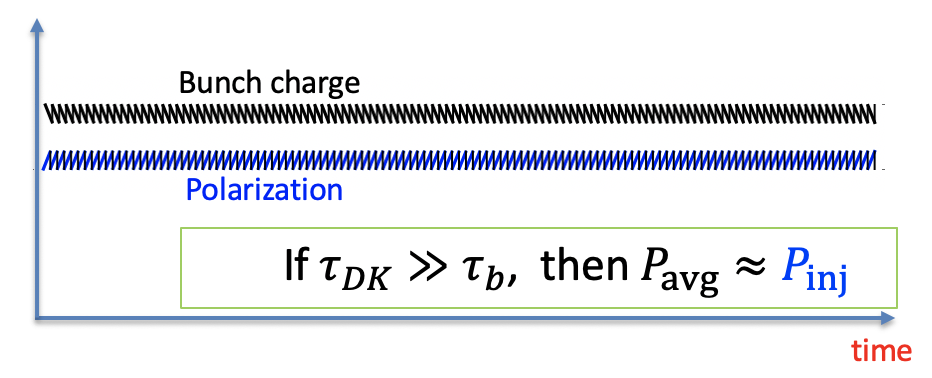 Bunch charge
Polarization
If τ_DK ≫ τ_b, then P_avg ≈ P_inj
time